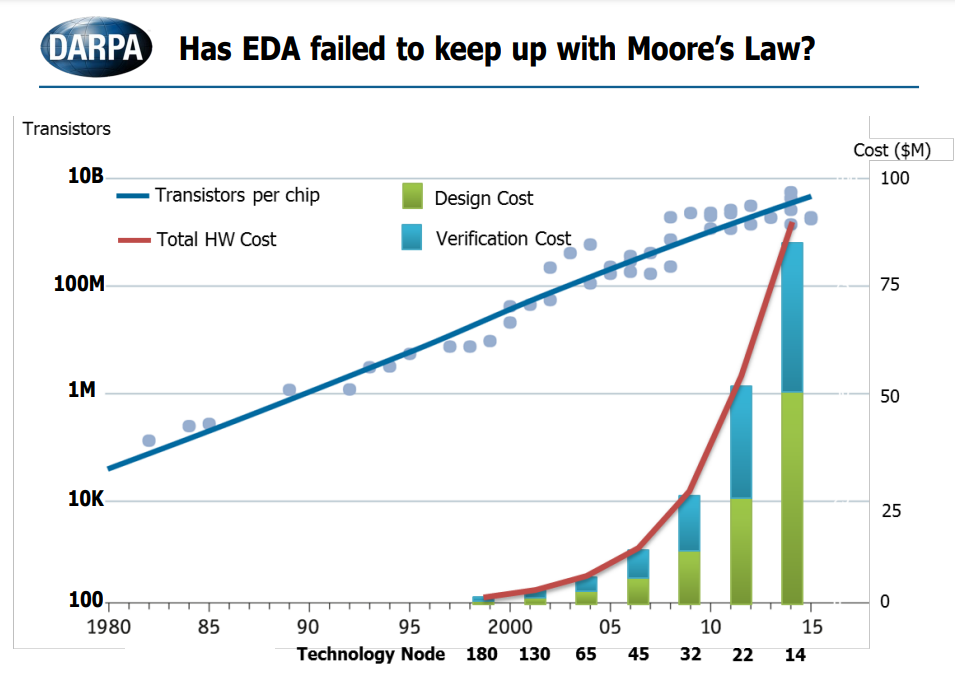 DARPA
Has EDA failed to keep up with Moore's Law?
Transistors
Cost ($M)
10B
100
Transistors per chip
Design Cost
Total HW Cost
Verification Cost
100M
75
1M
50
10K
25
100
0
1980 85 90 95 2000 05 10 15
Technology Node 180 130 65 45 32 22 14